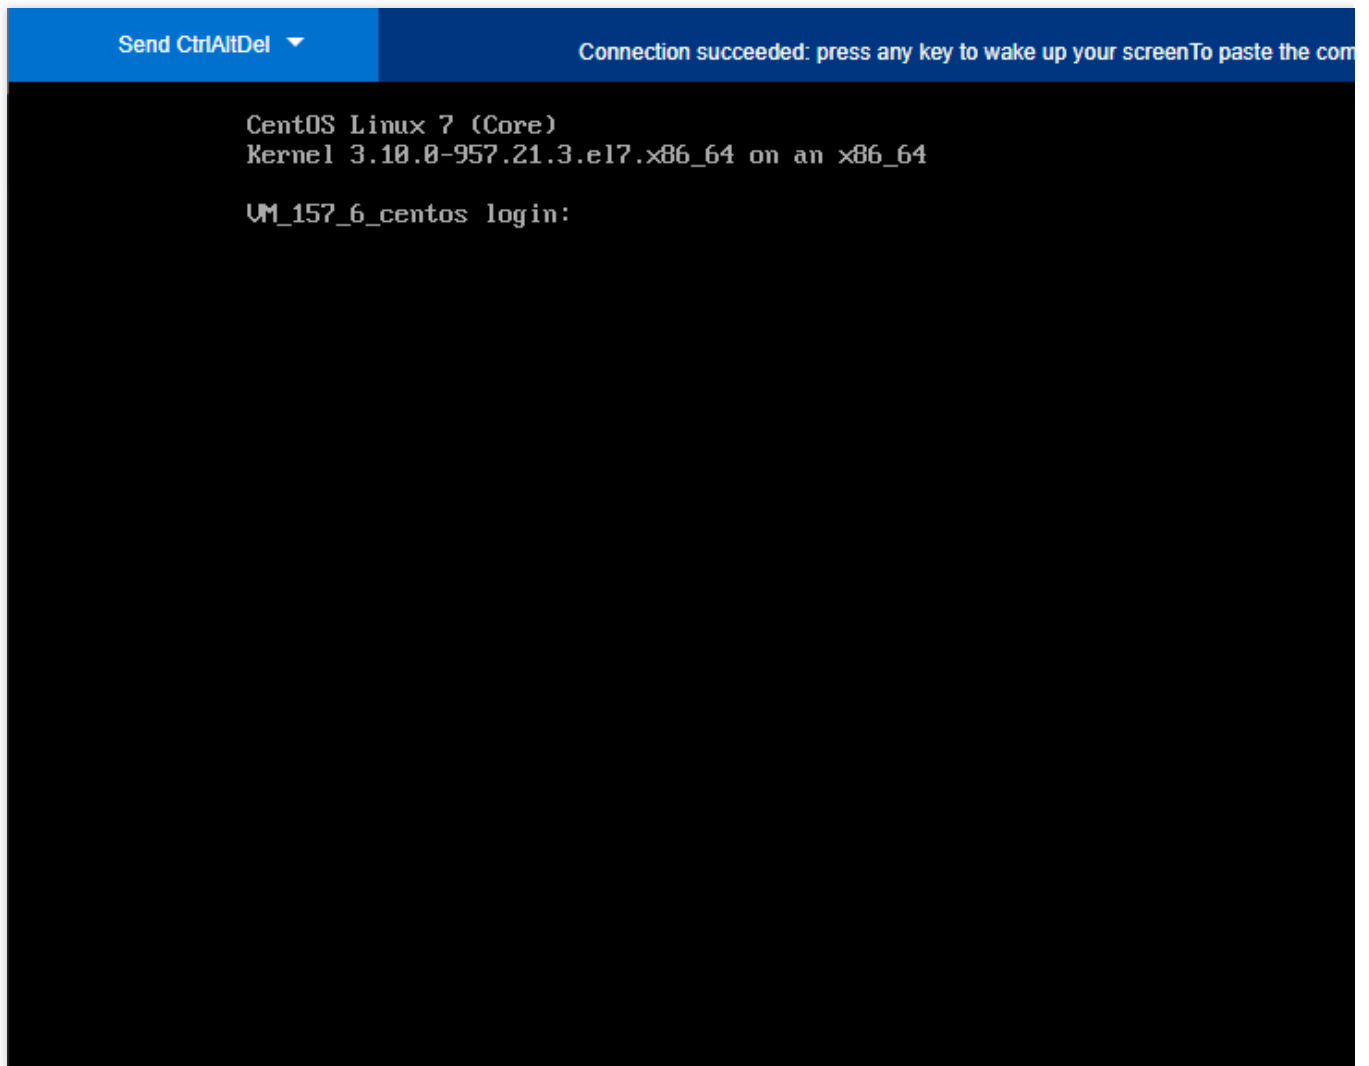 Send CtrlAltDel
Connection succeeded: press any key to wake up your screenTo paste the com
CentOS Linux 7 (Core)
Kernel 3.10.0-957.21.3.el7.x86_64 on an x86_64
VM_157_6_centos login: